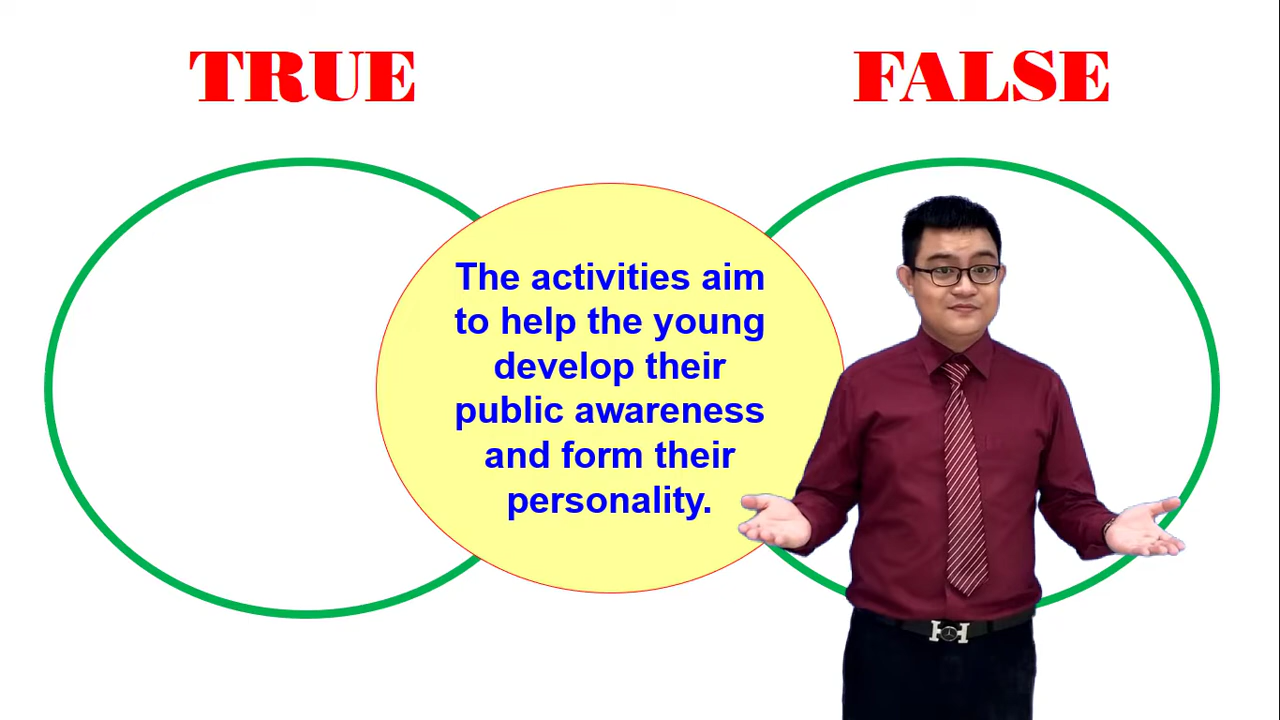 TRUE
FALSE
The activities aim
to help the young
develop their
public awareness
and form their
personality.